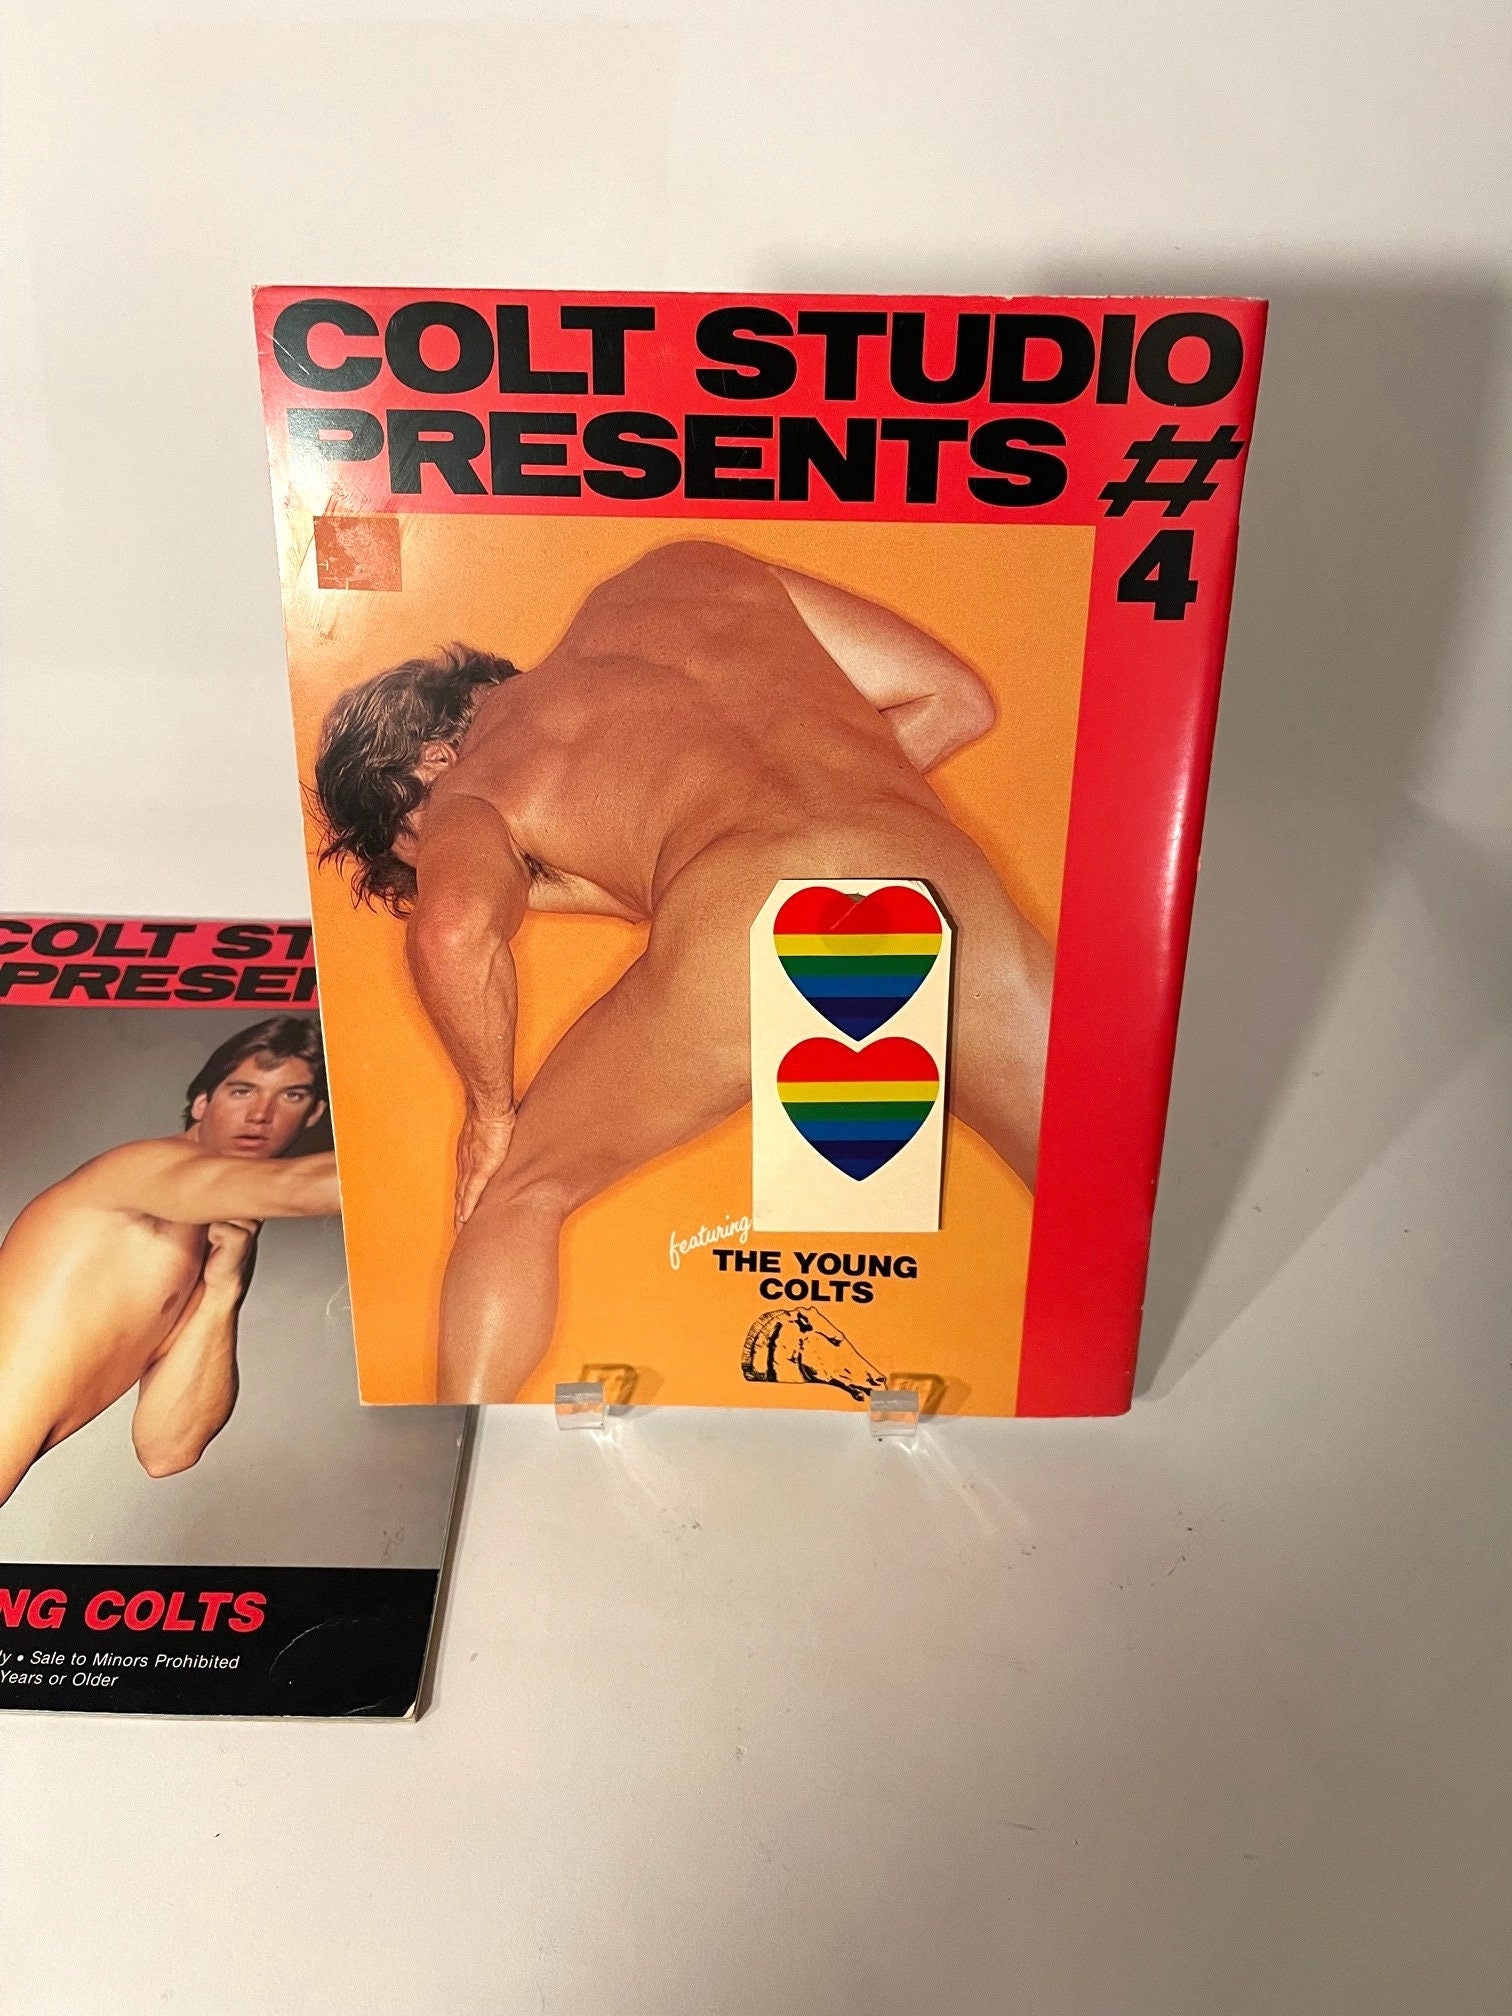 COLT STUDIO
PRESENTS #
4
featuring
THE YOUNG
COLTS
COLT ST
PRESEN
NG COLTS
ly • Sale to Minors Prohibited
Years or Older